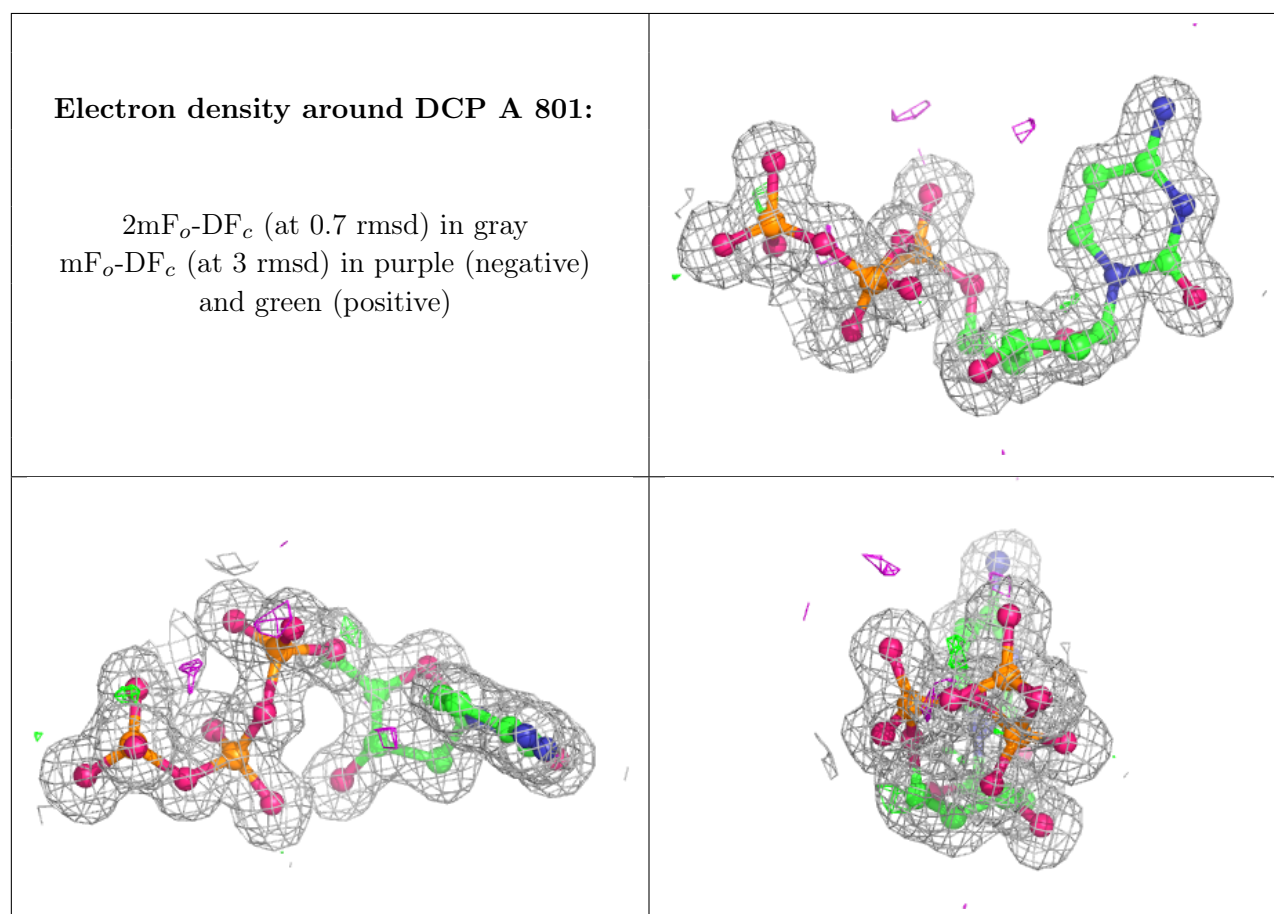 Electron density around DCP A 801:
2mFo-DFc (at 0.7 rmsd) in gray
mFo-DFc (at 3 rmsd) in purple (negative)
and green (positive)